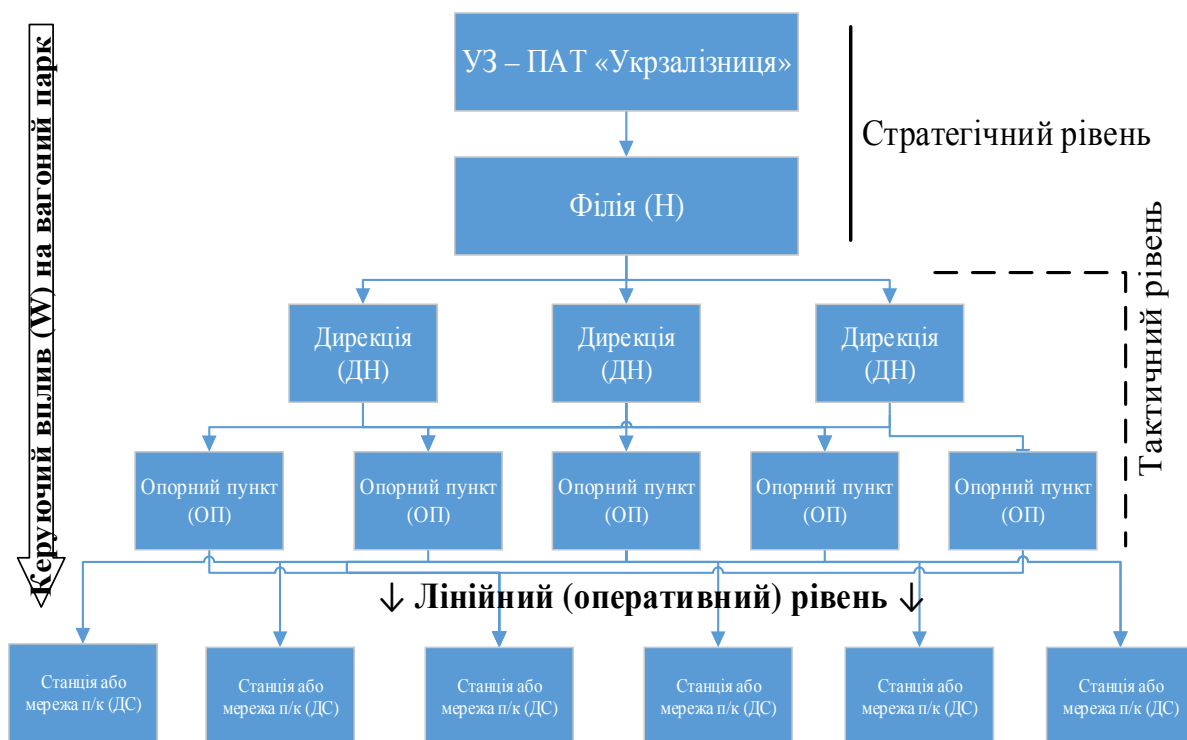 Керуючий вплив (W) на вагоний парк
УЗ – ПАТ «Укрзалізниця»
Стратегічний рівень
Філія (Н)
Тактичний рівень
Дирекція
(ДН)
Дирекція
(ДН)
Дирекція
(ДН)
Опорний пункт
(ОП)
Опорний пункт
(ОП)
Опорний пункт
(ОП)
Опорний пункт
(ОП)
Опорний пункт
(ОП)
↓ Лінійний (оперативний) рівень ↓
Станція або
мережа п/к (ДС)
Станція або
мережа п/к (ДС)
Станція або
мережа п/к (ДС)
Станція або
мережа п/к (ДС)
Станція або
мережа п/к (ДС)
Станція або
мережа п/к (ДС)